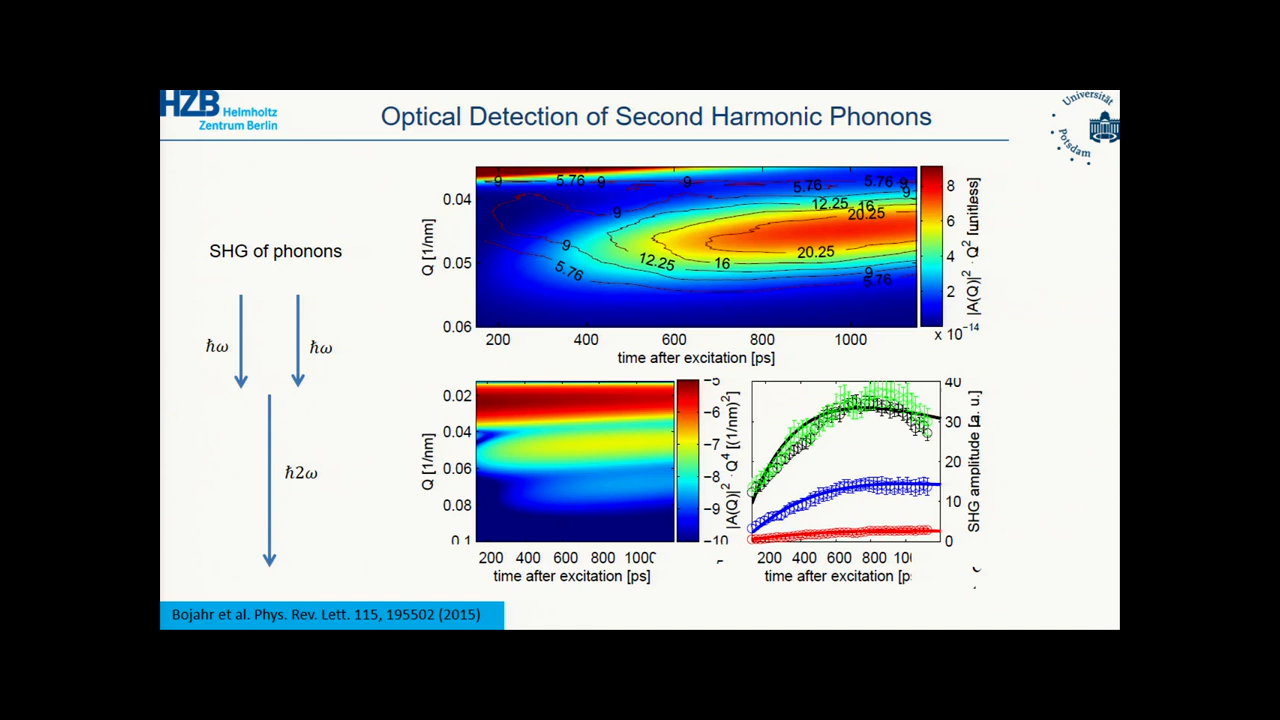 HZB Helmholtz
Zentrum Berlin
Optical Detection of Second Harmonic Phonons
Universität
Potsdam
SHG of phonons
ħω
ħω
ħ2ω
0.04
0.05
0.06
Q [1/nm]
9 5.76 9 9 5.76 5.76 9
9
12.25 16
20.25
9
9
5.76
12.25
16
20.25
9
5.76
200 400 600 800 1000
time after excitation [ps]
8
6
4
2
x 10⁻¹⁴
|A(Q)|² · Q² [unitless]
0.02
0.04
0.06
0.08
0.1
Q [1/nm]
200 400 600 800 1000
time after excitation [ps]
−5
−6
−7
−8
−9
−10
|A(Q)|² · Q⁴ [(1/nm)²]
40
30
20
10
0
SHG amplitude [a. u.]
200 400 600 800 10
time after excitation [p
Bojahr et al. Phys. Rev. Lett. 115, 195502 (2015)